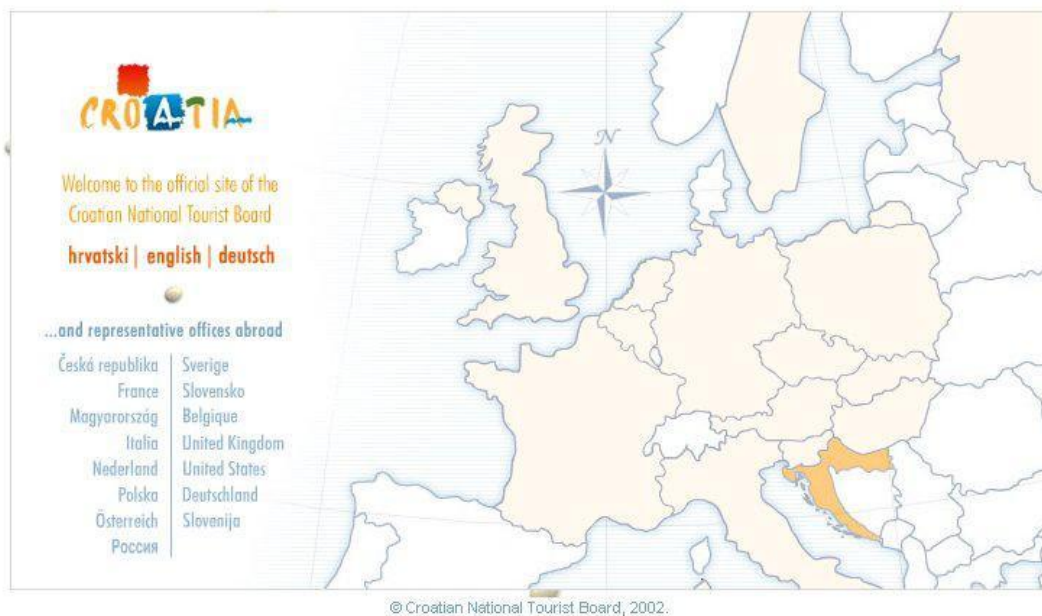 CROATIA
Welcome to the official site of the
Croatian National Tourist Board
hrvatski | english | deutsch
...and representative offices abroad
Česká republika
France
Magyarország
Italia
Nederland
Polska
Österreich
Россия
Sverige
Slovensko
Belgique
United Kingdom
United States
Deutschland
Slovenija
N
© Croatian National Tourist Board, 2002.